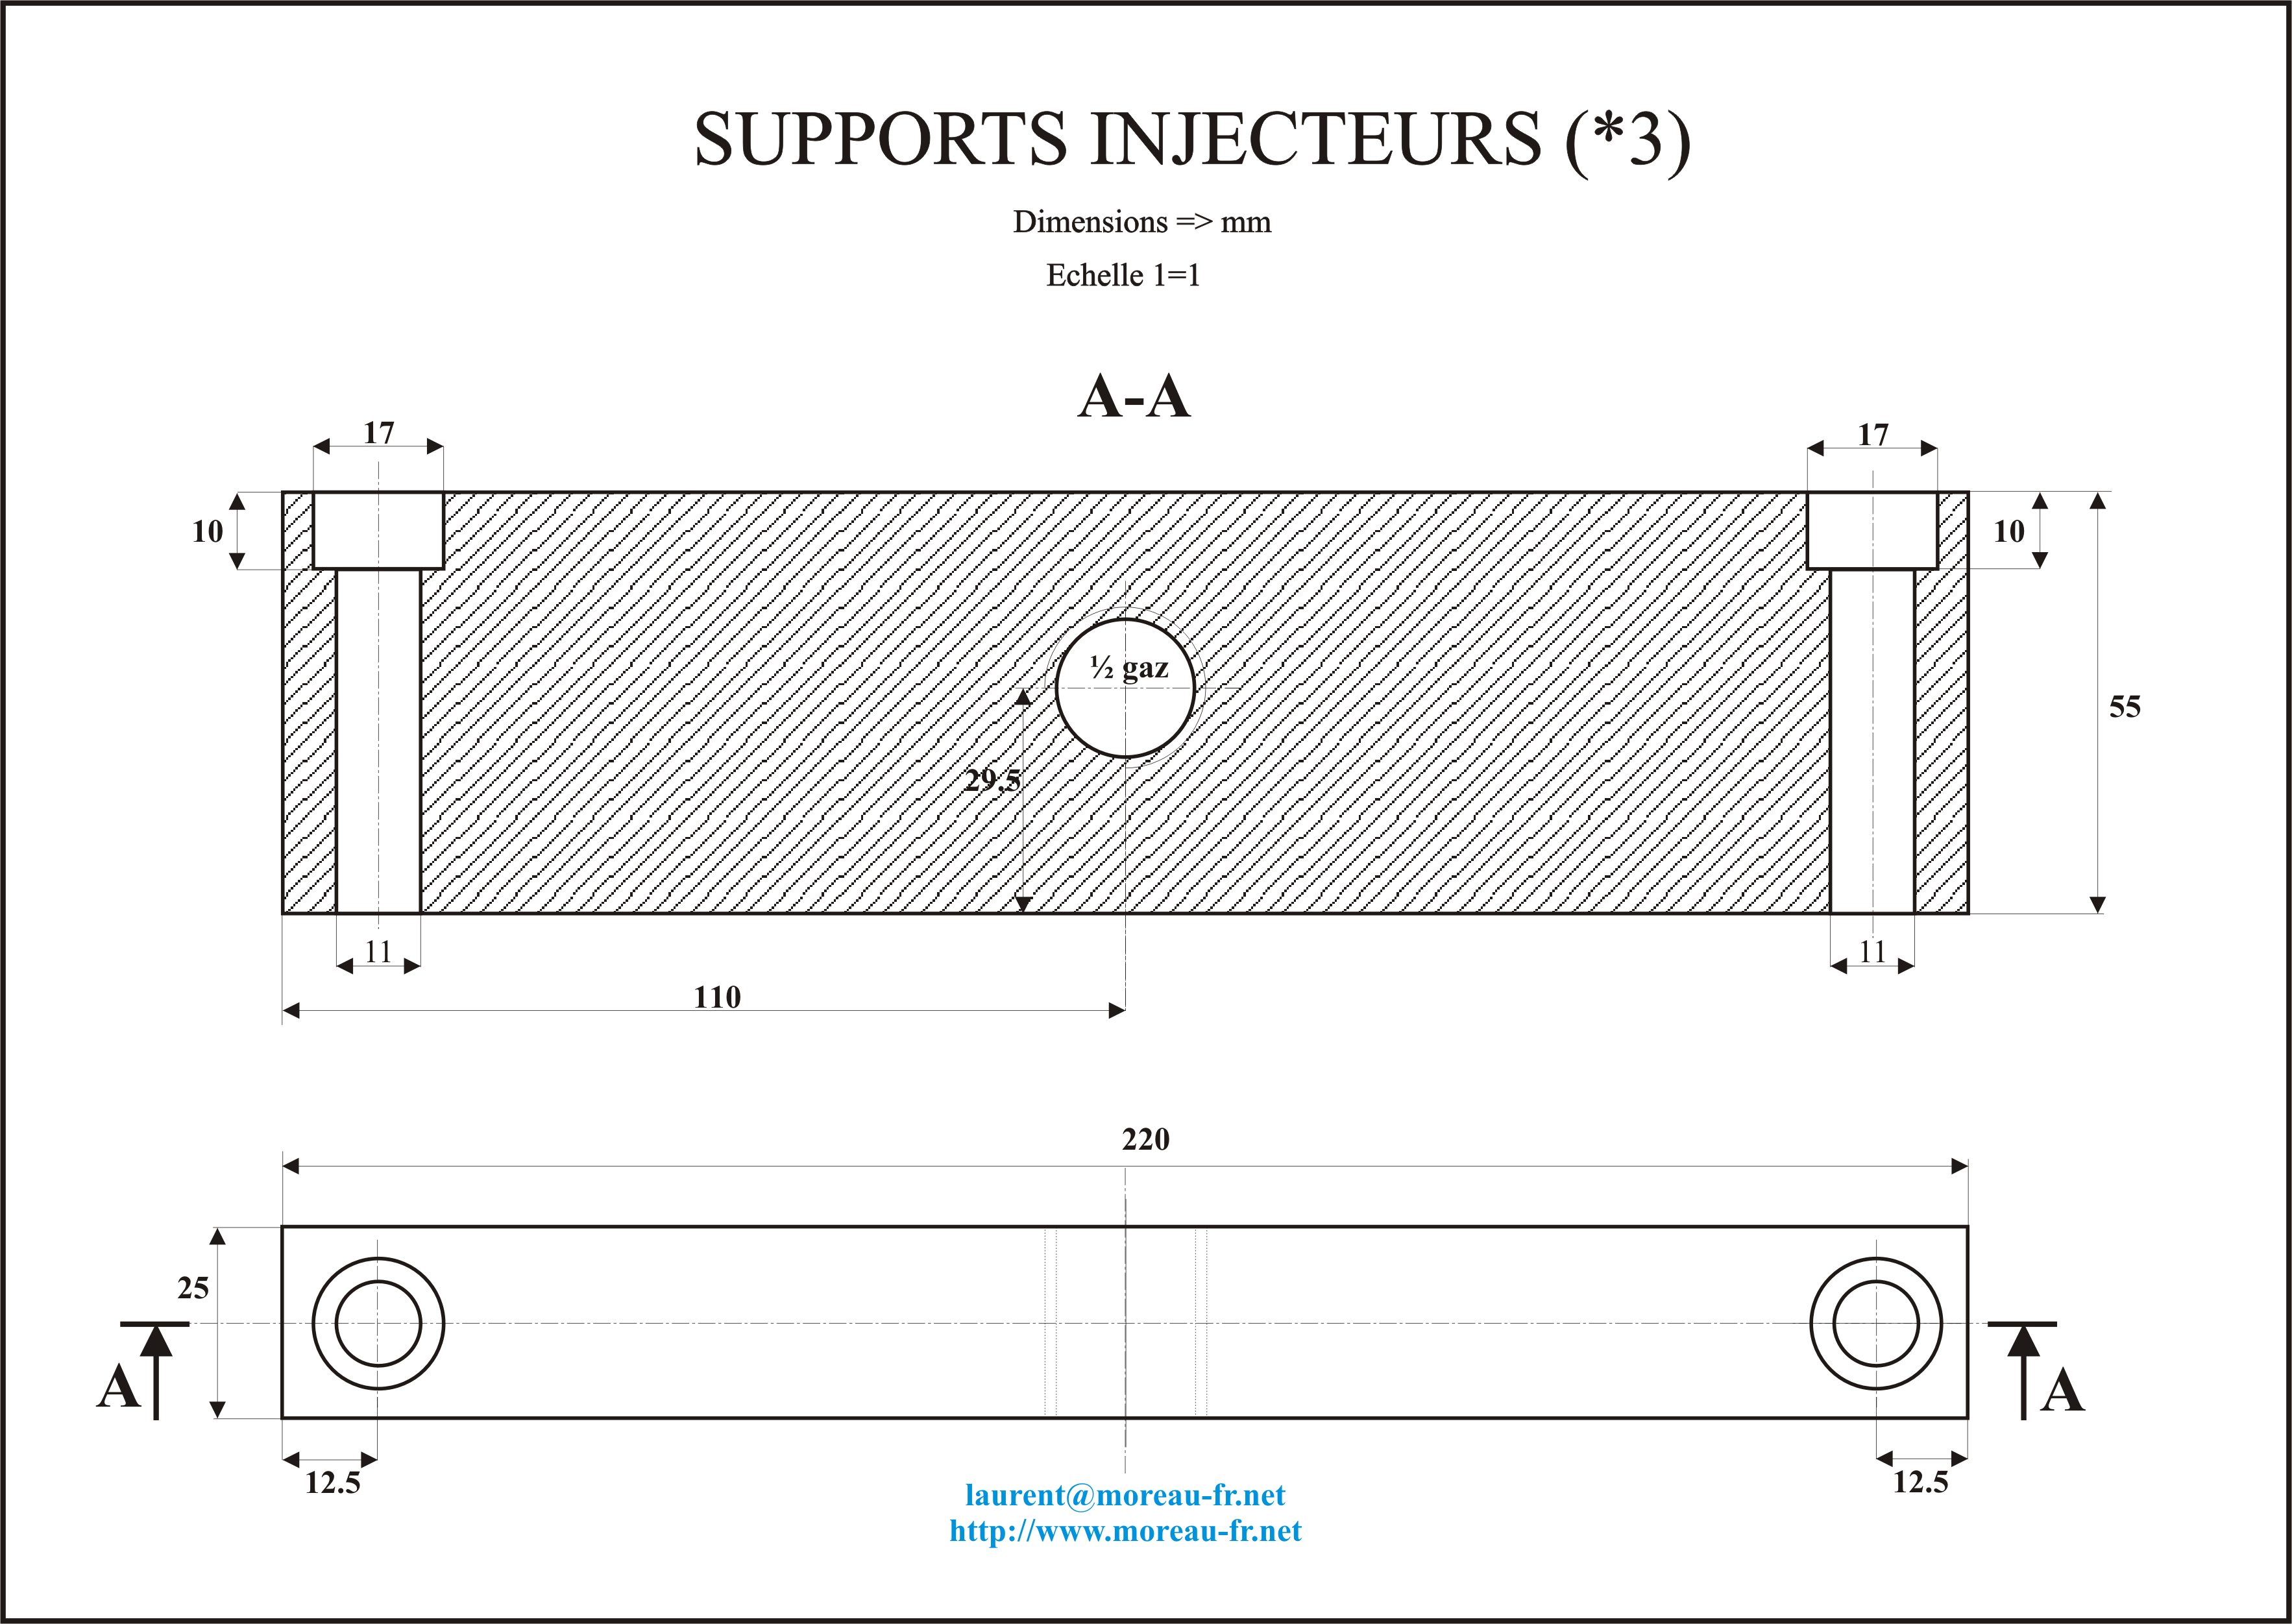 SUPPORTS INJECTEURS (*3)
Dimensions => mm
Echelle 1=1
A-A
17
17
10
10
½ gaz
55
29,5
11
11
110
220
25
A
A
12.5
12.5
laurent@moreau-fr.net
http://www.moreau-fr.net